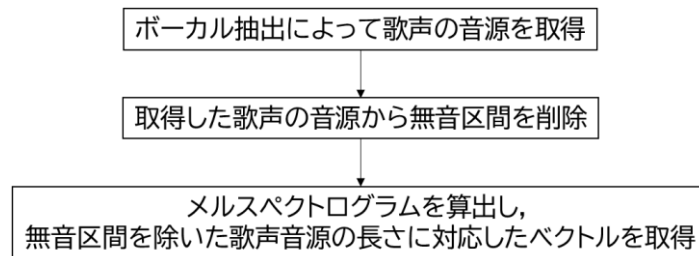 ボーカル抽出によって歌声の音源を取得
取得した歌声の音源から無音区間を削除
メルスペクトログラムを算出し,
無音区間を除いた歌声音源の長さに対応したベクトルを取得